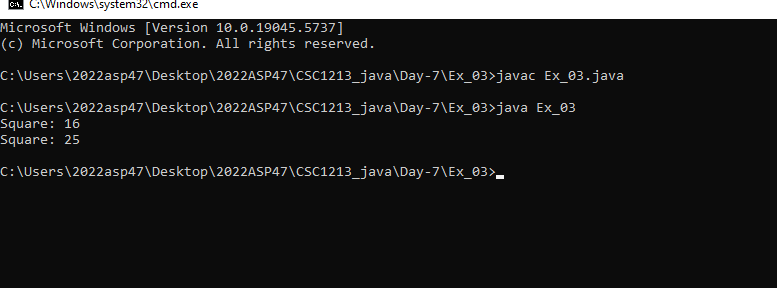 C:\Windows\system32\cmd.exe
Microsoft Windows [Version 10.0.19045.5737]
(c) Microsoft Corporation. All rights reserved.
C:\Users\2022asp47\Desktop\2022ASP47\CSC1213_java\Day-7\Ex_03>javac Ex_03.java
C:\Users\2022asp47\Desktop\2022ASP47\CSC1213_java\Day-7\Ex_03>java Ex_03
Square: 16
Square: 25
C:\Users\2022asp47\Desktop\2022ASP47\CSC1213_java\Day-7\Ex_03>